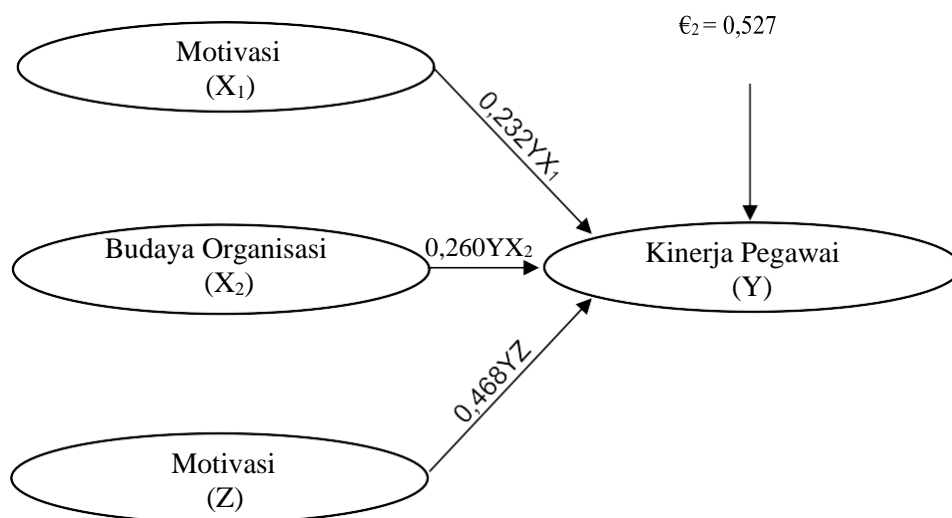 €₂ = 0,527
Motivasi
(X₁)
0,232YX₁
Budaya Organisasi
(X₂)
0,260YX₂
Kinerja Pegawai
(Y)
0,468YZ
Motivasi
(Z)